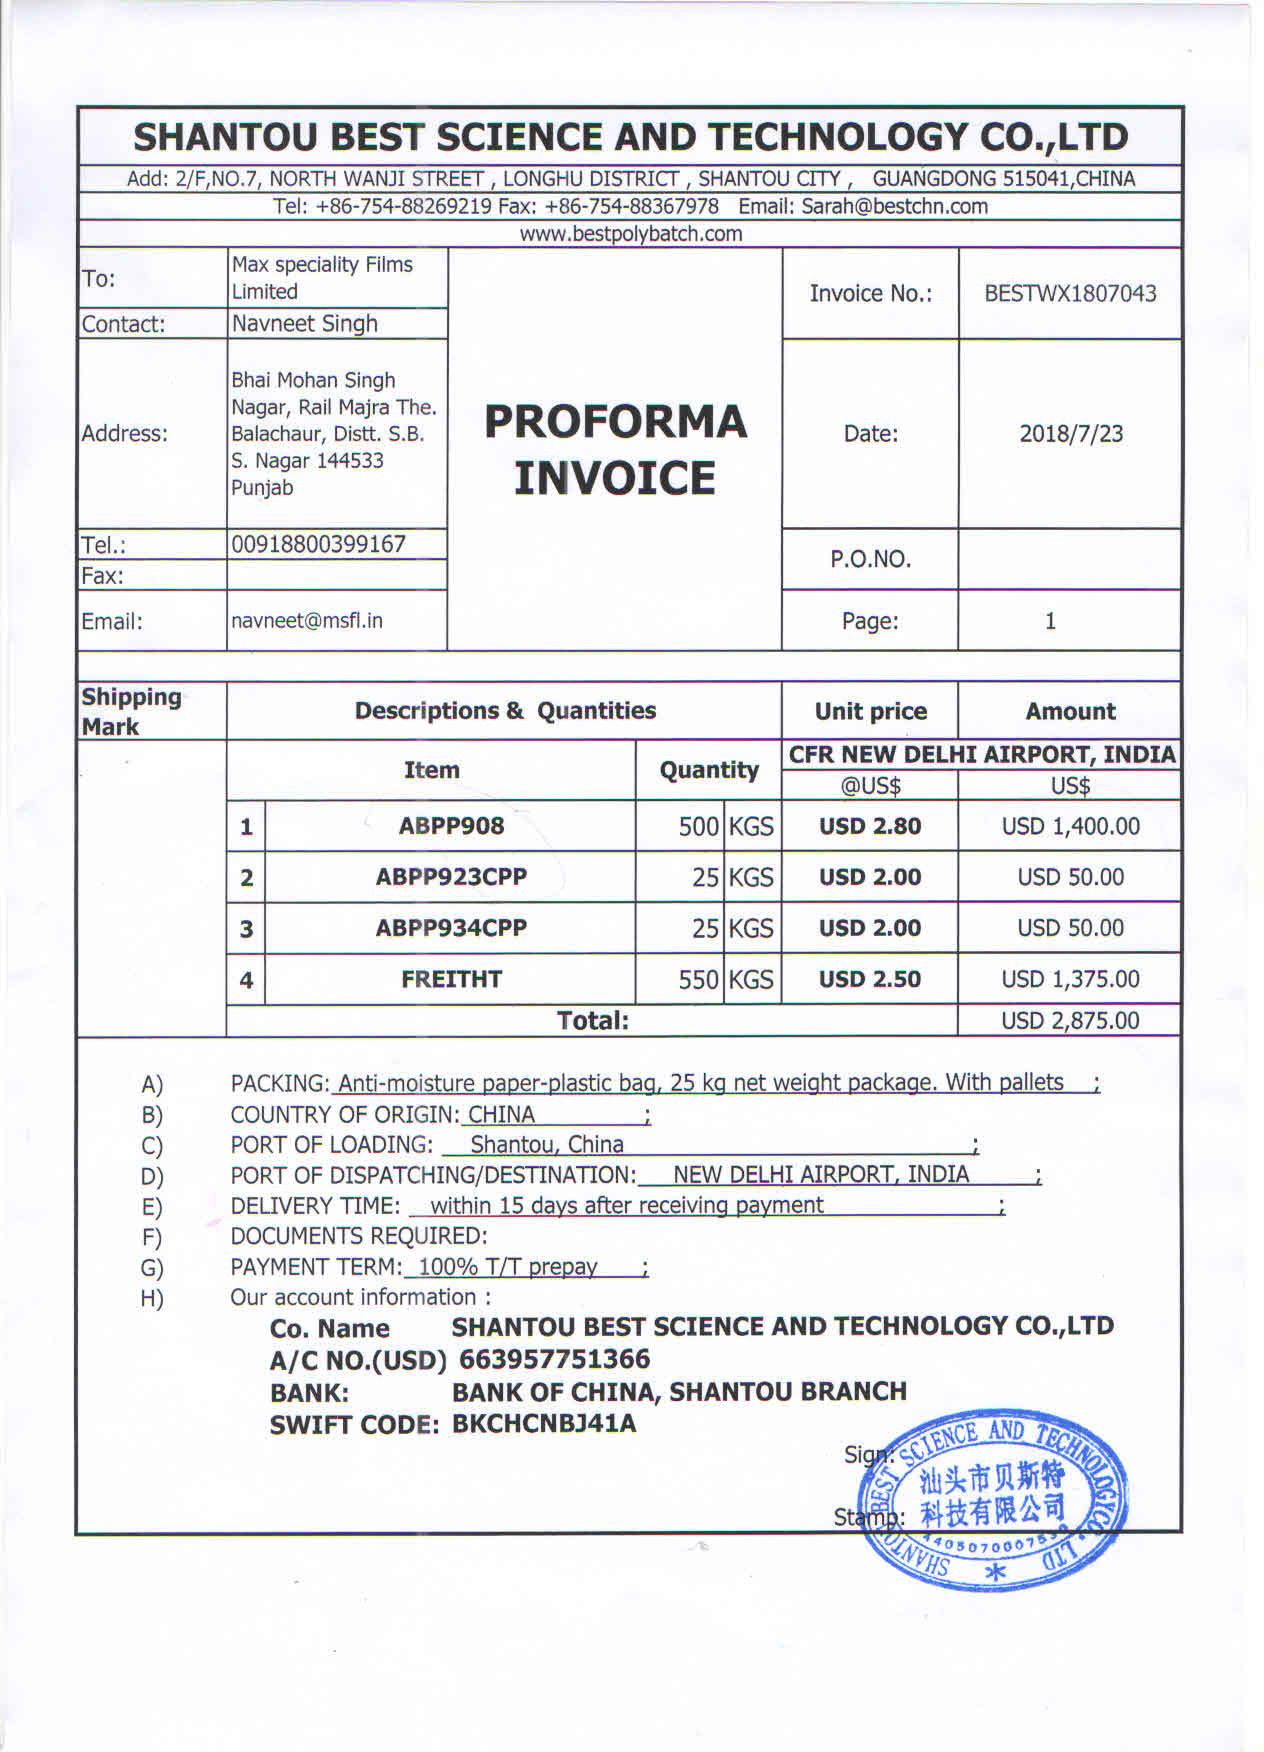 SHANTOU BEST SCIENCE AND TECHNOLOGY CO.,LTD
Add: 2/F,NO.7, NORTH WANJI STREET , LONGHU DISTRICT , SHANTOU CITY , GUANGDONG 515041,CHINA
Tel: +86-754-88269219 Fax: +86-754-88367978 Email: Sarah@bestchn.com
www.bestpolybatch.com
To: Max speciality Films
Limited
Contact: Navneet Singh
Address: Bhai Mohan Singh
Nagar, Rail Majra The.
Balachaur, Distt. S.B.
S. Nagar 144533
Punjab
Tel.: 00918800399167
Fax:
Email: navneet@msfl.in
PROFORMA
INVOICE
Invoice No.: BESTWX1807043
Date: 2018/7/23
P.O.NO.
Page: 1
Shipping
Mark
Descriptions & Quantities Unit price Amount
Item Quantity CFR NEW DELHI AIRPORT, INDIA
@US$ US$
1 ABPP908 500 KGS USD 2.80 USD 1,400.00
2 ABPP923CPP 25 KGS USD 2.00 USD 50.00
3 ABPP934CPP 25 KGS USD 2.00 USD 50.00
4 FREITHT 550 KGS USD 2.50 USD 1,375.00
Total: USD 2,875.00
A) PACKING: Anti-moisture paper-plastic bag, 25 kg net weight package. With pallets ;
B) COUNTRY OF ORIGIN: CHINA ;
C) PORT OF LOADING: Shantou, China ;
D) PORT OF DISPATCHING/DESTINATION: NEW DELHI AIRPORT, INDIA ;
E) DELIVERY TIME: within 15 days after receiving payment ;
F) DOCUMENTS REQUIRED:
G) PAYMENT TERM: 100% T/T prepay ;
H) Our account information :
Co. Name SHANTOU BEST SCIENCE AND TECHNOLOGY CO.,LTD
A/C NO.(USD) 663957751366
BANK: BANK OF CHINA, SHANTOU BRANCH
SWIFT CODE: BKCHCNBJ41A
Sign:
Stamp:
SHANTOU BEST SCIENCE AND TECHNOLOGY CO., LTD
汕头市贝斯特
科技有限公司